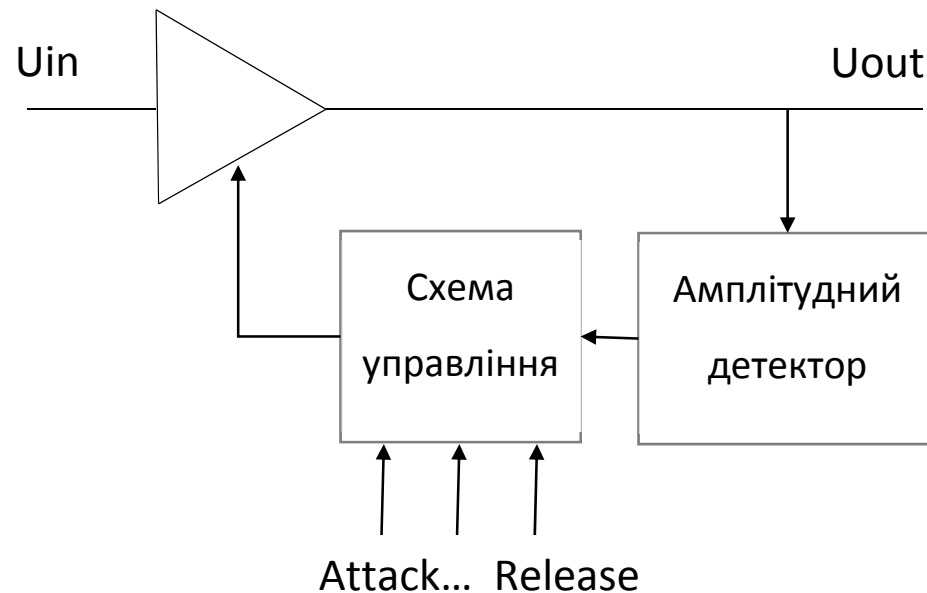 Uin
Uout
Схема
управління
Амплітудний
детектор
Attack... Release